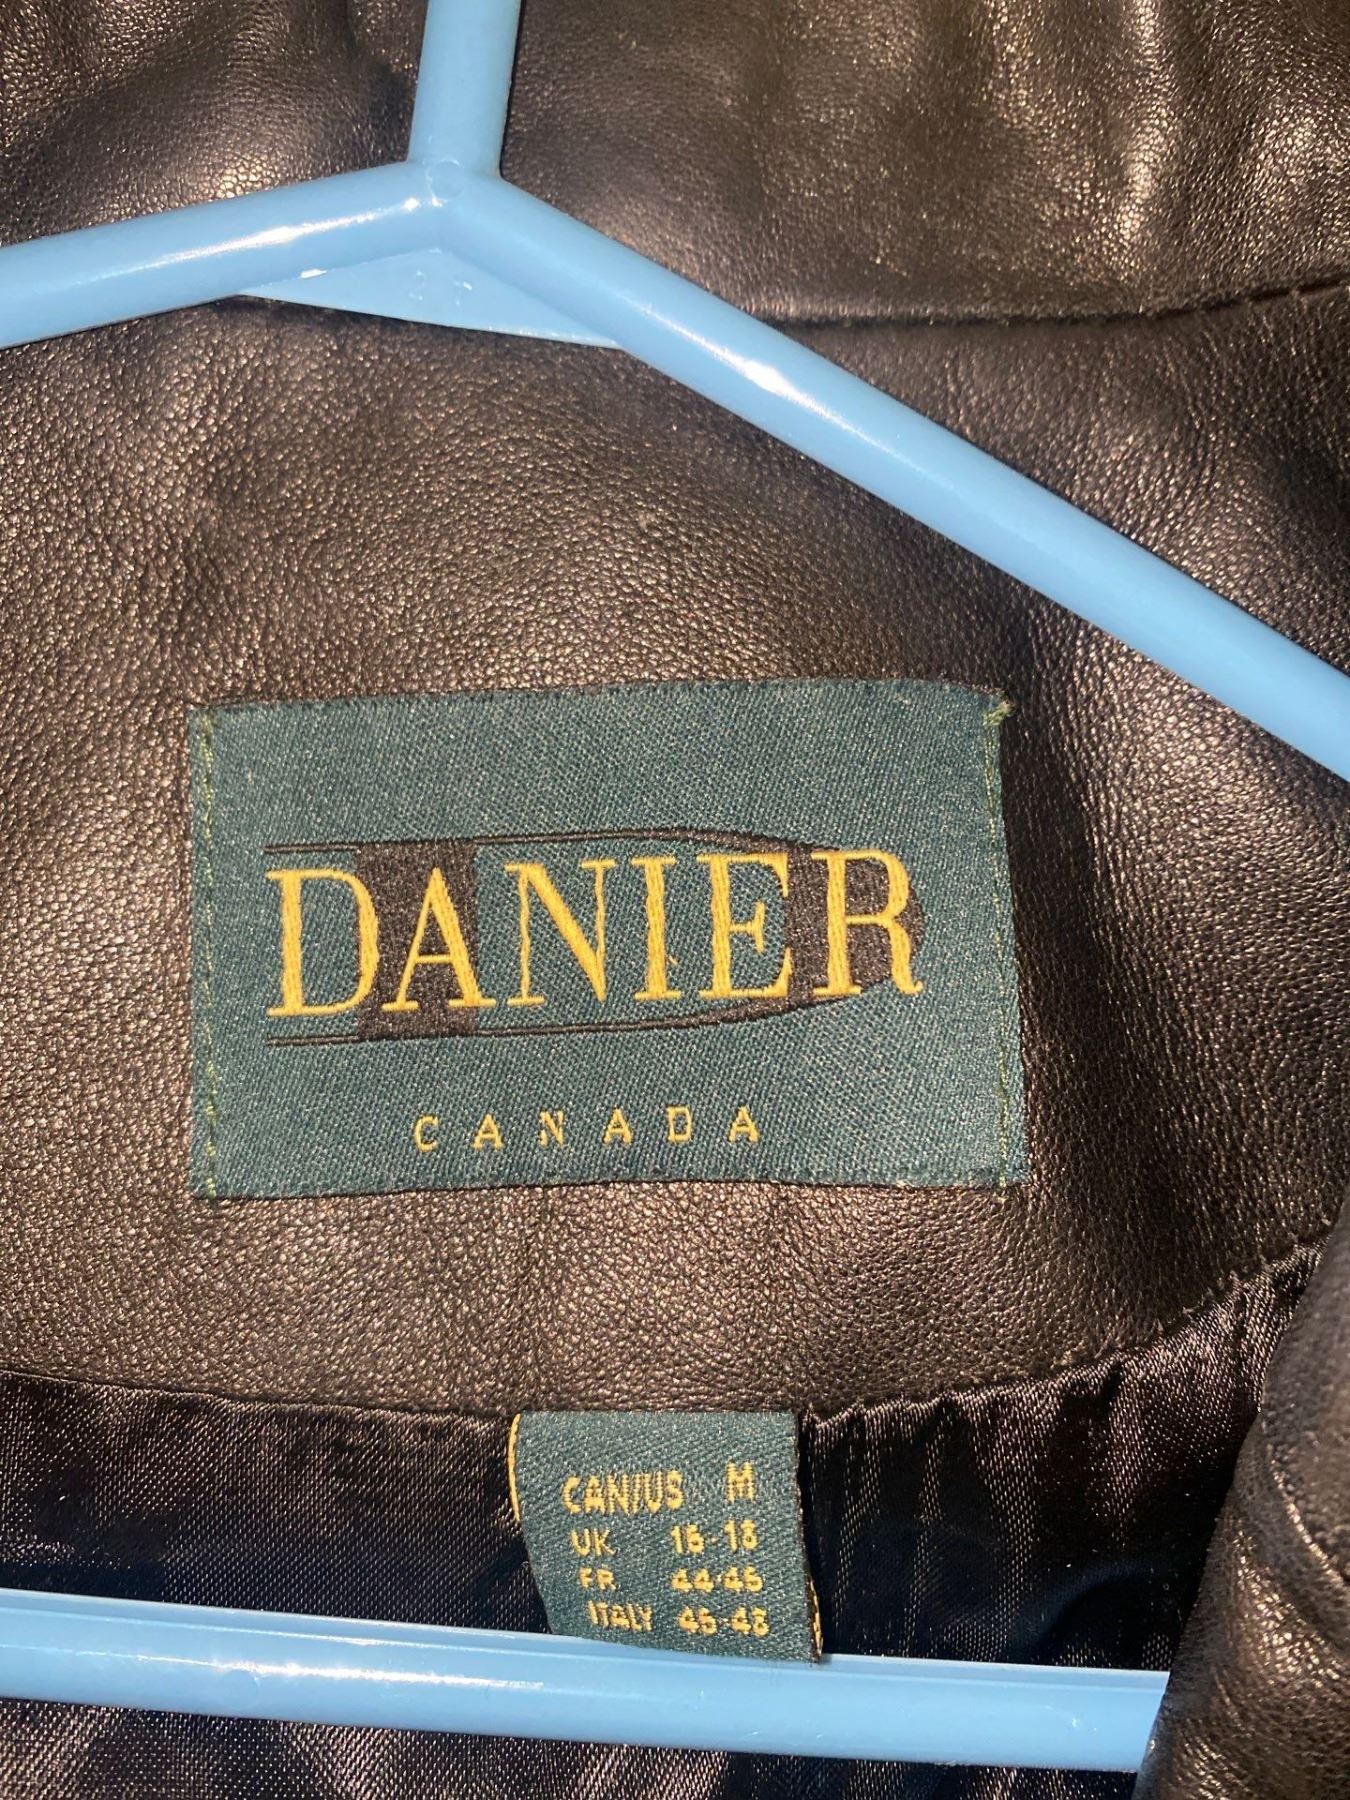 DANIER
CANADA
CAN/US M
UK 16-18
FR 44-46
ITALY 46-48